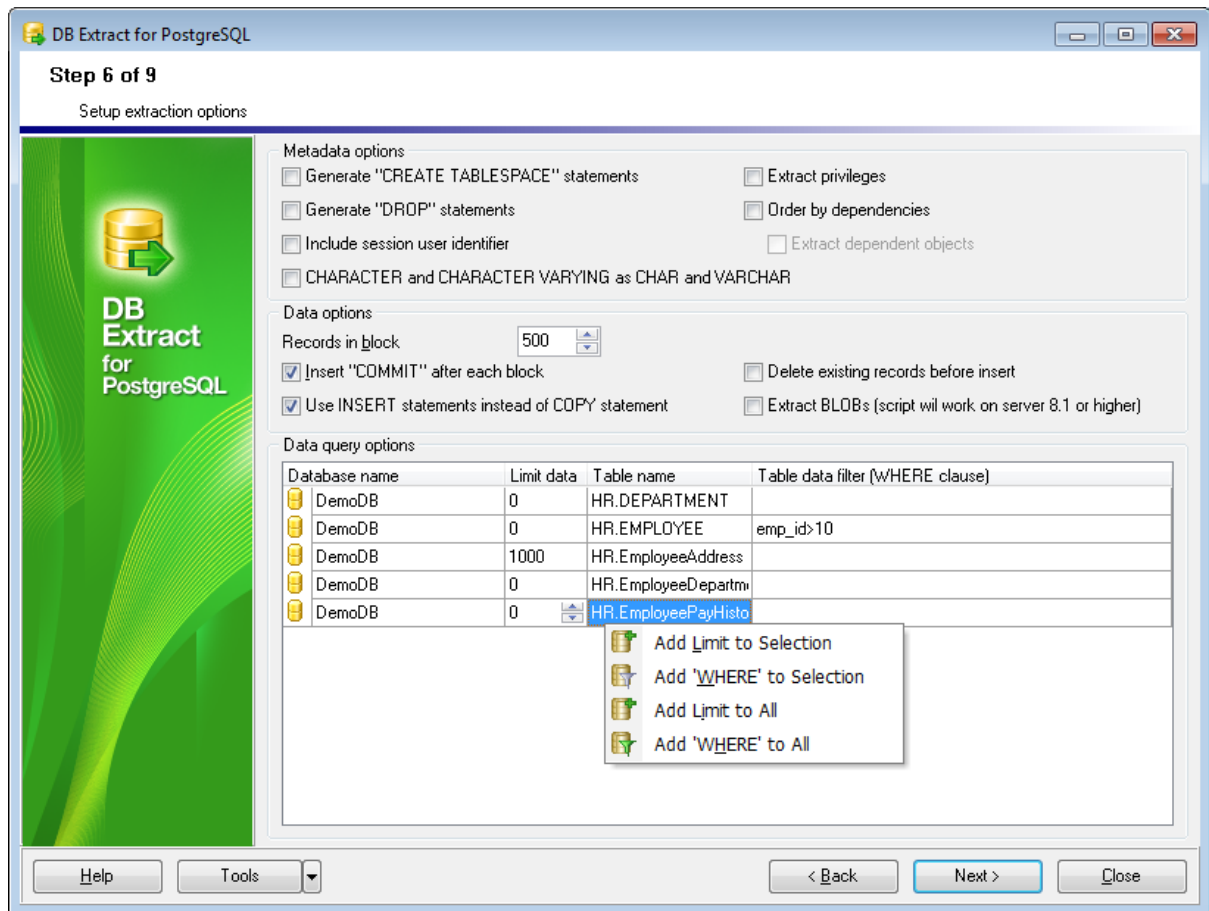 DB Extract for PostgreSQL
Step 6 of 9
Setup extraction options
DB
Extract
for
PostgreSQL
Metadata options
Generate "CREATE TABLESPACE" statements
Extract privileges
Generate "DROP" statements
Order by dependencies
Include session user identifier
Extract dependent objects
CHARACTER and CHARACTER VARYING as CHAR and VARCHAR
Data options
Records in block 500
Insert "COMMIT" after each block
Delete existing records before insert
Use INSERT statements instead of COPY statement
Extract BLOBs (script wil work on server 8.1 or higher)
Data query options
Database name Limit data Table name Table data filter (WHERE clause)
DemoDB 0 HR.DEPARTMENT
DemoDB 0 HR.EMPLOYEE emp_id>10
DemoDB 1000 HR.EmployeeAddress
DemoDB 0 HR.EmployeeDepartm
DemoDB 0 HR.EmployeePayHisto
Add Limit to Selection
Add 'WHERE' to Selection
Add Limit to All
Add 'WHERE' to All
Help Tools < Back Next > Close